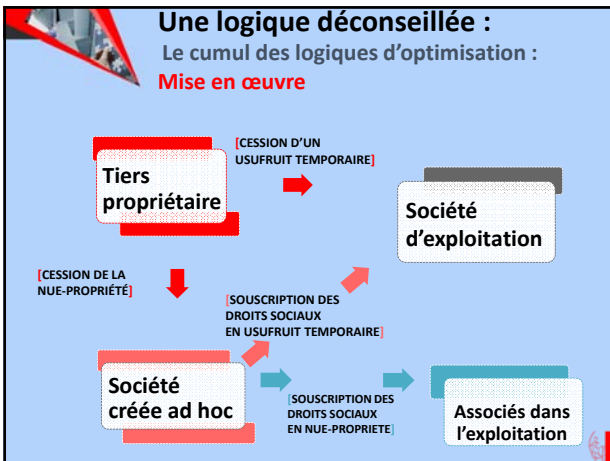 Une logique déconseillée :
Le cumul des logiques d’optimisation :
Mise en œuvre
[CESSION D’UN
USUFRUIT TEMPORAIRE]
Tiers
propriétaire
Société
d’exploitation
[CESSION DE LA
NUE-PROPRIÉTÉ]
[SOUSCRIPTION DES
DROITS SOCIAUX
EN USUFRUIT TEMPORAIRE]
Société
créée ad hoc
[SOUSCRIPTION DES
DROITS SOCIAUX
EN NUE-PROPRIETE]
Associés dans
l’exploitation